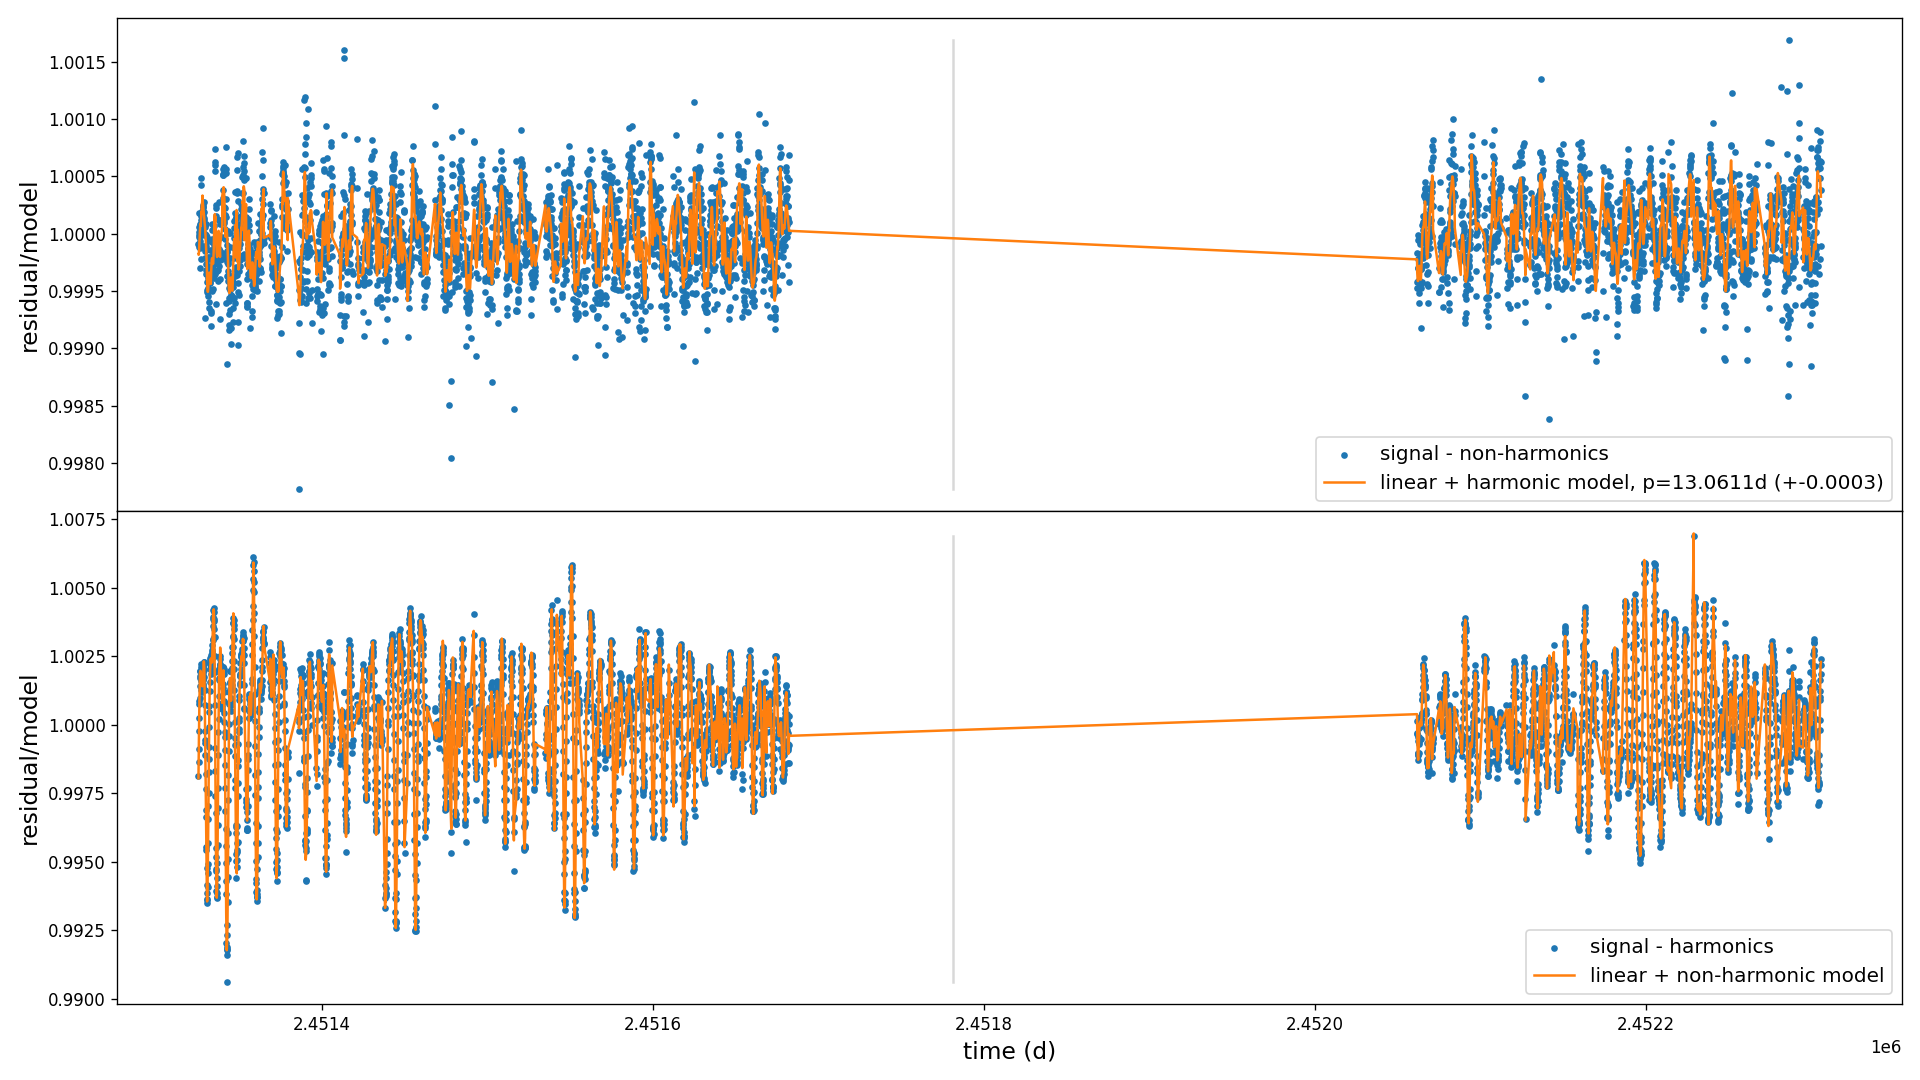 residual/model
1.0015
1.0010
1.0005
1.0000
0.9995
0.9990
0.9985
0.9980
signal - non-harmonics
linear + harmonic model, p=13.0611d (+-0.0003)
residual/model
1.0075
1.0050
1.0025
1.0000
0.9975
0.9950
0.9925
0.9900
signal - harmonics
linear + non-harmonic model
2.4514 2.4516 2.4518 2.4520 2.4522
time (d)
1e6